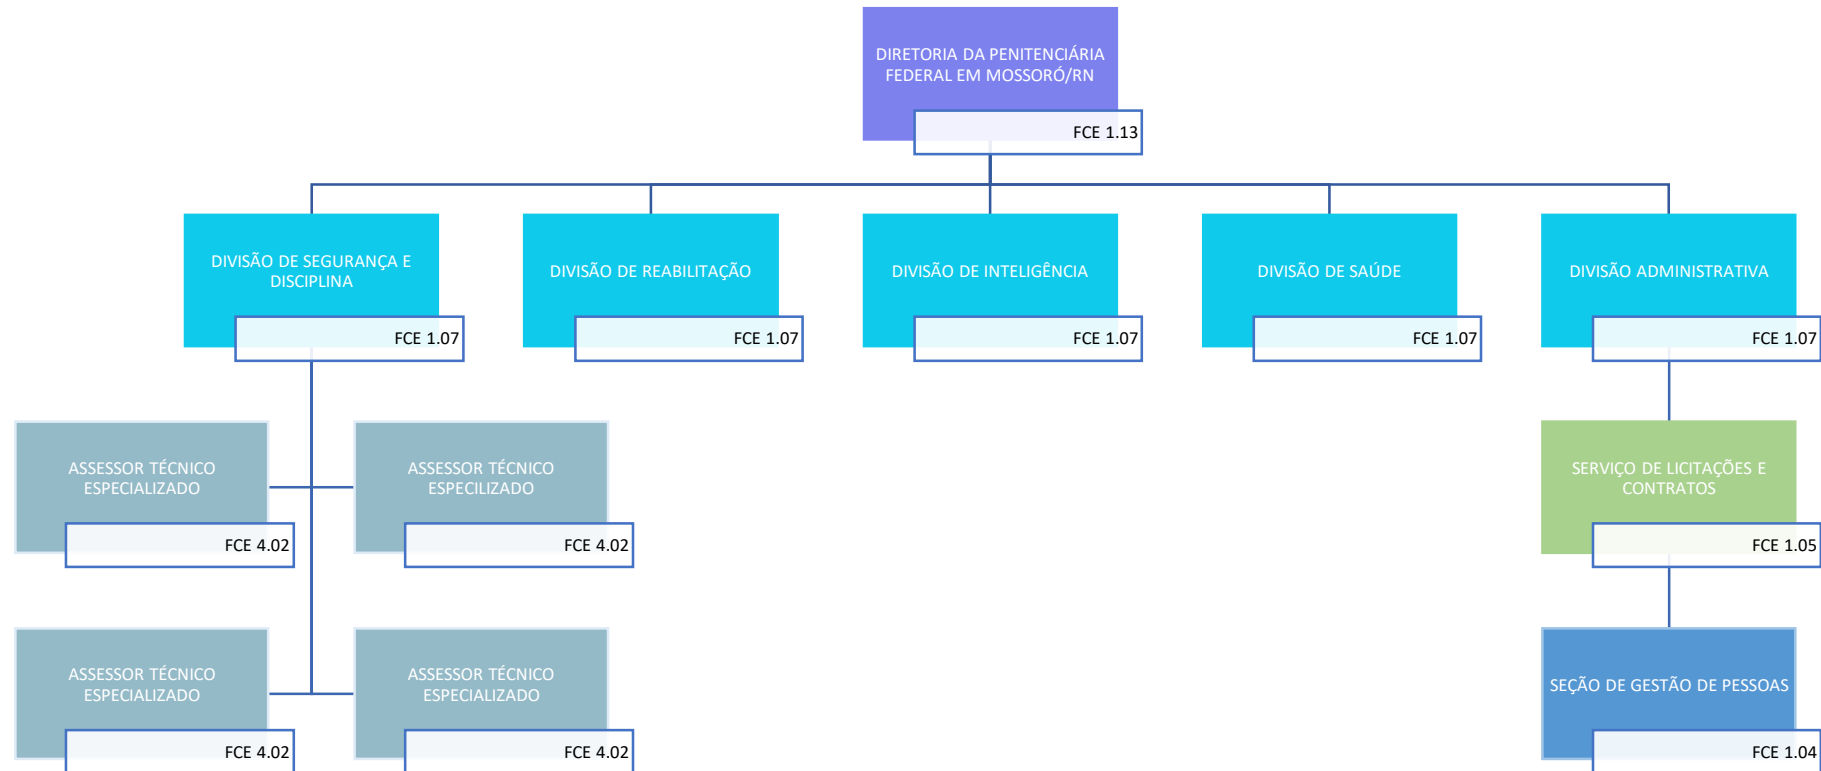 DIRETORIA DA PENITENCIÁRIA
FEDERAL EM MOSSORÓ/RN
FCE 1.13
DIVISÃO DE SEGURANÇA E
DISCIPLINA
FCE 1.07
DIVISÃO DE REABILITAÇÃO
FCE 1.07
DIVISÃO DE INTELIGÊNCIA
FCE 1.07
DIVISÃO DE SAÚDE
FCE 1.07
DIVISÃO ADMINISTRATIVA
FCE 1.07
ASSESSOR TÉCNICO
ESPECIALIZADO
FCE 4.02
ASSESSOR TÉCNICO
ESPECILIZADO
FCE 4.02
SERVIÇO DE LICITAÇÕES E
CONTRATOS
FCE 1.05
ASSESSOR TÉCNICO
ESPECIALIZADO
FCE 4.02
ASSESSOR TÉCNICO
ESPECIALIZADO
FCE 4.02
SEÇÃO DE GESTÃO DE PESSOAS
FCE 1.04